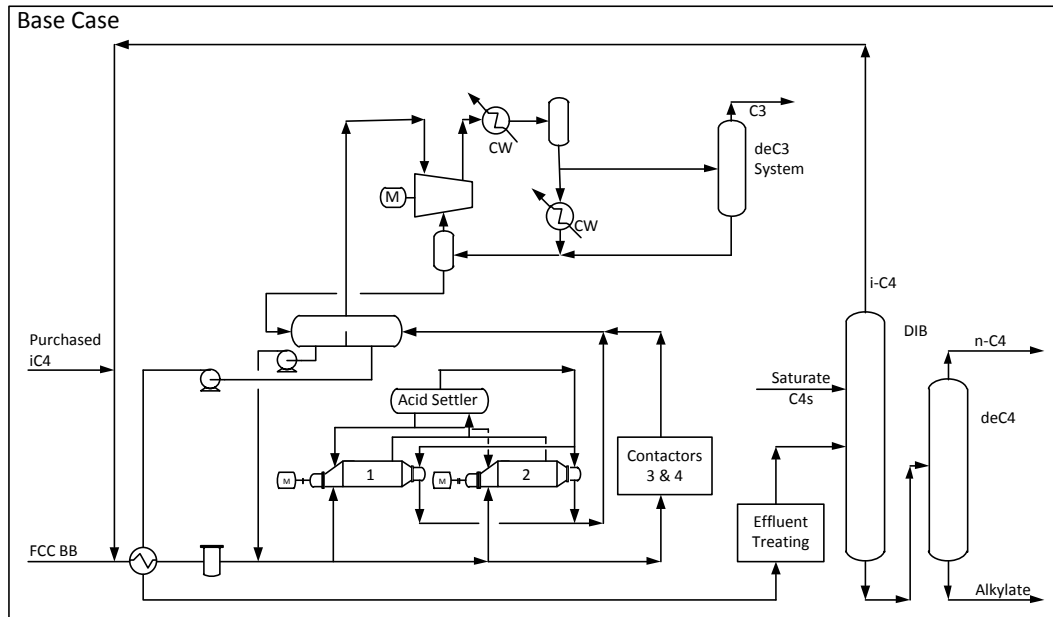 Base Case
C3
CW
deC3
System
M
CW
i-C4
Purchased
iC4
DIB
n-C4
Saturate
C4s
Acid Settler
deC4
M
1
M
2
Contactors
3 & 4
Effluent
Treating
FCC BB
Alkylate